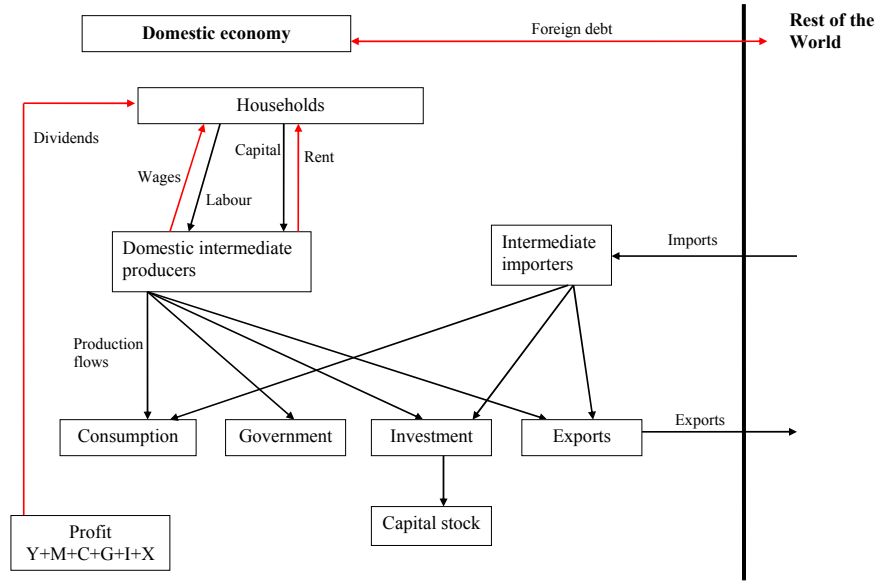 Domestic economy
Foreign debt
Rest of the
World
Households
Dividends
Capital
Rent
Wages
Labour
Domestic intermediate
producers
Intermediate
importers
Imports
Production
flows
Consumption
Government
Investment
Exports
Exports
Capital stock
Profit
Y+M+C+G+I+X